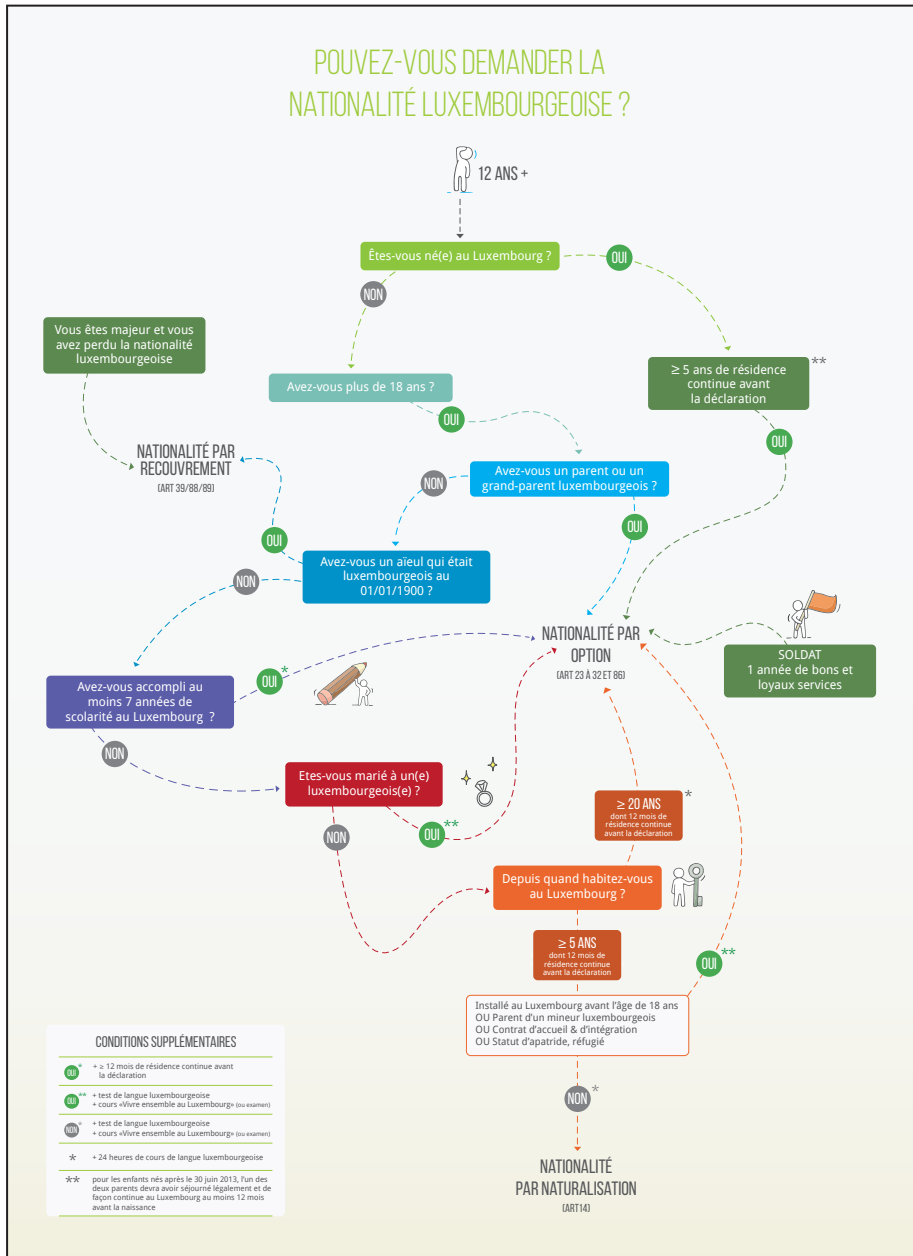 POUVEZ-VOUS DEMANDER LA
NATIONALITÉ LUXEMBOURGEOISE ?
12 ANS +
Êtes-vous né(e) au Luxembourg ?
OUI
NON
Vous êtes majeur et vous
avez perdu la nationalité
luxembourgeoise
Avez-vous plus de 18 ans ?
≥ 5 ans de résidence
continue avant
la déclaration
**
OUI
OUI
NATIONALITÉ PAR
RECOUVREMENT
(ART 39/88/89)
Avez-vous un parent ou un
grand-parent luxembourgeois ?
NON
OUI
OUI
Avez-vous un aïeul qui était
luxembourgeois au
01/01/1900 ?
NON
NATIONALITÉ PAR
OPTION
(ART 23 À 32 ET 86)
SOLDAT
1 année de bons et
loyaux services
Avez-vous accompli au
moins 7 années de
scolarité au Luxembourg ?
OUI *
NON
Etes-vous marié à un(e)
luxembourgeois(e) ?
OUI **
NON
≥ 20 ANS
dont 12 mois de
résidence continue
avant la déclaration
*
Depuis quand habitez-vous
au Luxembourg ?
≥ 5 ANS
dont 12 mois de
résidence continue
avant la déclaration
OUI **
Installé au Luxembourg avant l'âge de 18 ans
OU Parent d'un mineur luxembourgeois
OU Contrat d'accueil & d'intégration
OU Statut d'apatride, réfugié
NON *
NATIONALITÉ
PAR NATURALISATION
(ART14)
CONDITIONS SUPPLÉMENTAIRES
OUI * + ≥ 12 mois de résidence continue avant
la déclaration
OUI ** + test de langue luxembourgeoise
+ cours «Vivre ensemble au Luxembourg» (ou examen)
NON * + test de langue luxembourgeoise
+ cours «Vivre ensemble au Luxembourg» (ou examen)
* + 24 heures de cours de langue luxembourgeoise
** pour les enfants nés après le 30 juin 2013, l'un des
deux parents devra avoir séjourné légalement et de
façon continue au Luxembourg au moins 12 mois
avant la naissance